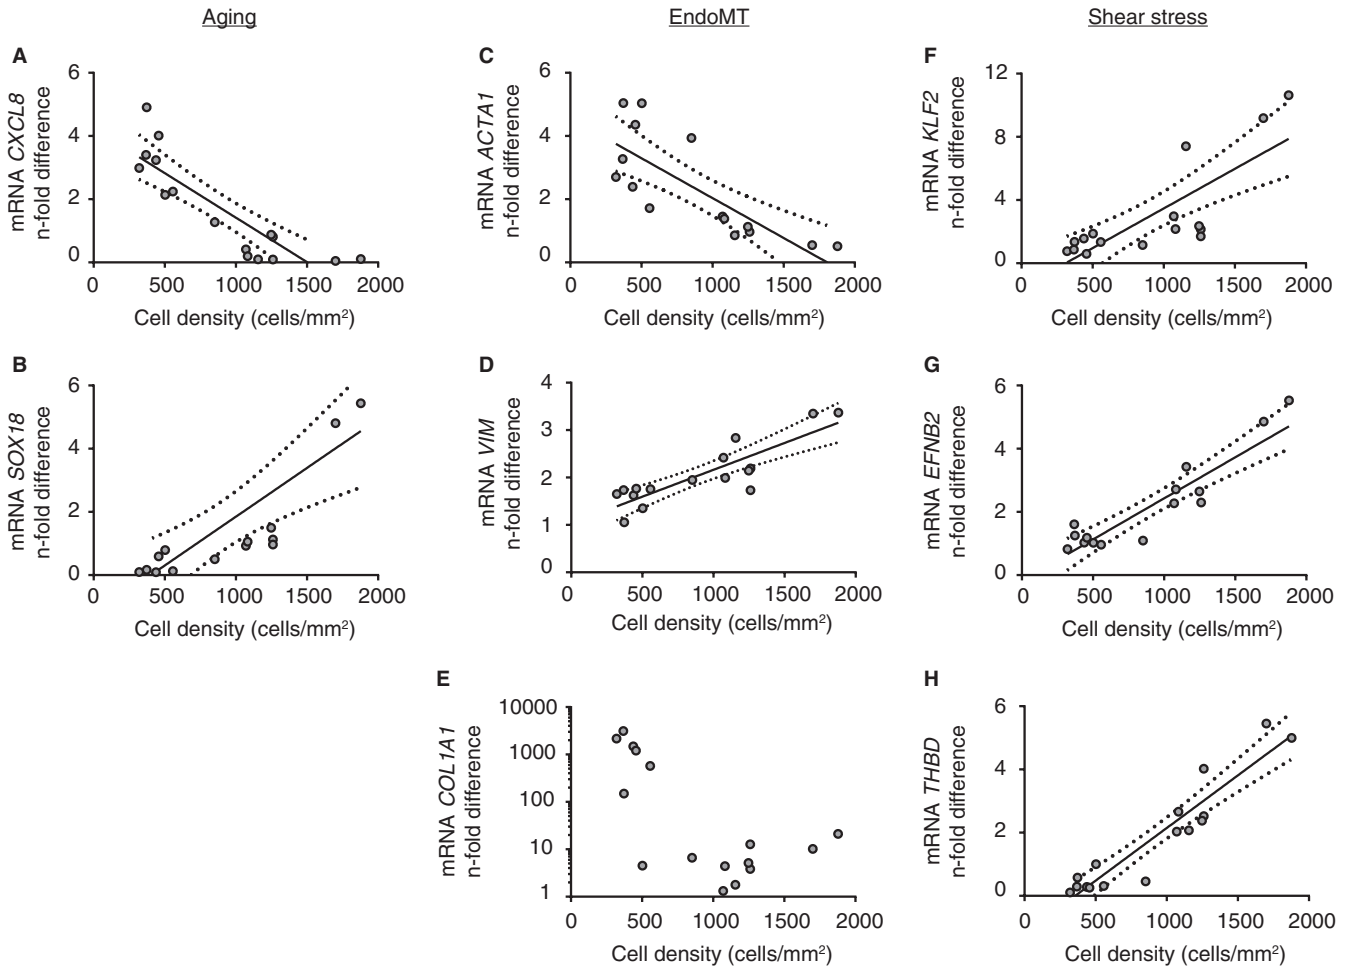 Aging
EndoMT
Shear stress
A
mRNA CXCL8
n-fold difference
6
4
2
0
0 500 1000 1500 2000
Cell density (cells/mm²)
C
mRNA ACTA1
n-fold difference
6
4
2
0
0 500 1000 1500 2000
Cell density (cells/mm²)
F
mRNA KLF2
n-fold difference
12
8
4
0
0 500 1000 1500 2000
Cell density (cells/mm²)
B
mRNA SOX18
n-fold difference
6
4
2
0
0 500 1000 1500 2000
Cell density (cells/mm²)
D
mRNA VIM
n-fold difference
4
3
2
1
0
0 500 1000 1500 2000
Cell density (cells/mm²)
G
mRNA EFNB2
n-fold difference
6
4
2
0
0 500 1000 1500 2000
Cell density (cells/mm²)
E
mRNA COL1A1
n-fold difference
10000
1000
100
10
1
0 500 1000 1500 2000
Cell density (cells/mm²)
H
mRNA THBD
n-fold difference
6
4
2
0
0 500 1000 1500 2000
Cell density (cells/mm²)